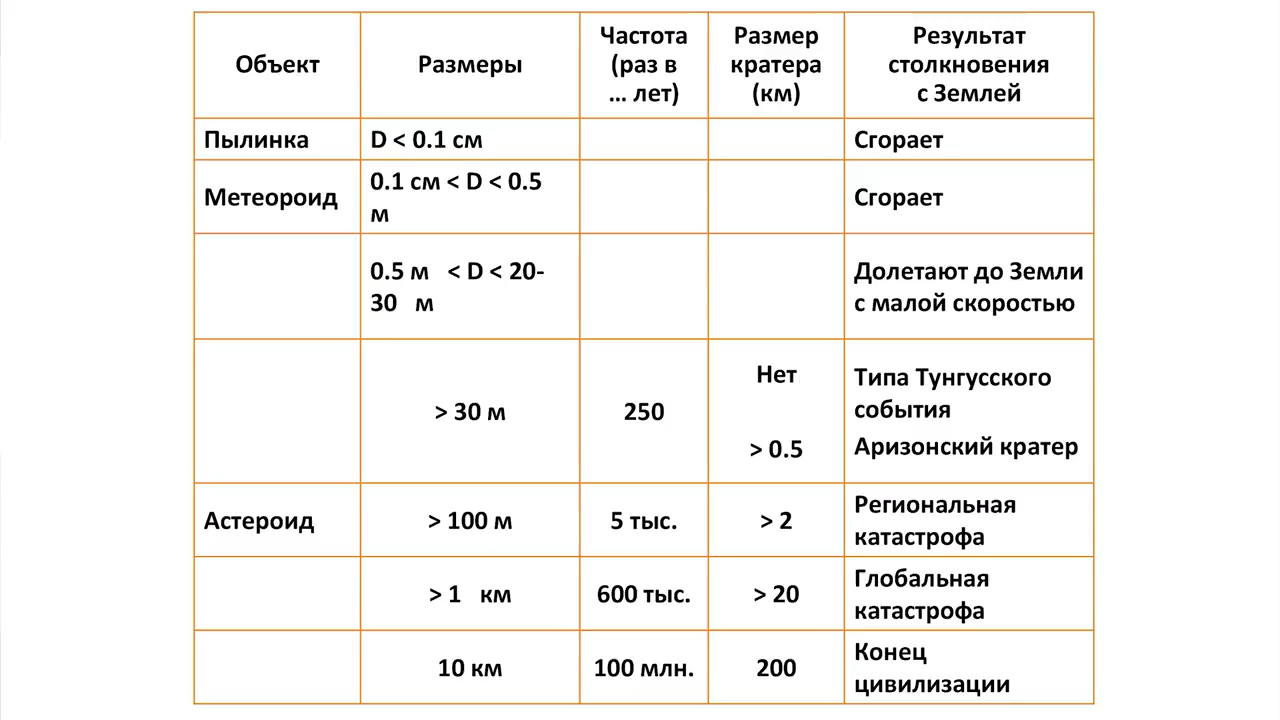 Объект
Размеры
Частота
(раз в
... лет)
Размер
кратера
(км)
Результат
столкновения
с Землей
Пылинка
D < 0.1 см
Сгорает
Метеороид
0.1 см < D < 0.5
м
Сгорает
0.5 м < D < 20-
30 м
Долетают до Земли
с малой скоростью
> 30 м
250
Нет
> 0.5
Типа Тунгусского
события
Аризонский кратер
Астероид
> 100 м
5 тыс.
> 2
Региональная
катастрофа
> 1 км
600 тыс.
> 20
Глобальная
катастрофа
10 км
100 млн.
200
Конец
цивилизации